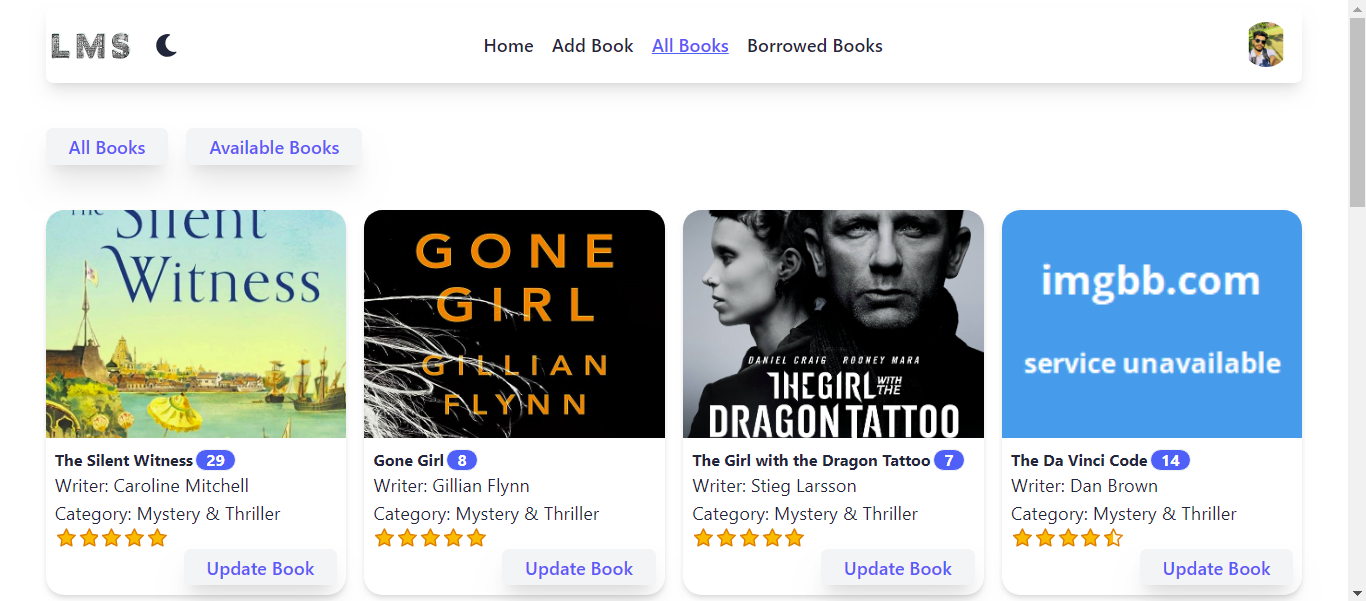 LMS
Home Add Book All Books Borrowed Books
All Books Available Books
The
Silent
Witness
GONE
GIRL
GILLIAN
FLYNN
DANIEL CRAIG ROONEY MARA
THE GIRL WITH THE
DRAGON TATTOO
imgbb.com
service unavailable
The Silent Witness 29
Writer: Caroline Mitchell
Category: Mystery & Thriller
Update Book
Gone Girl 8
Writer: Gillian Flynn
Category: Mystery & Thriller
Update Book
The Girl with the Dragon Tattoo 7
Writer: Stieg Larsson
Category: Mystery & Thriller
Update Book
The Da Vinci Code 14
Writer: Dan Brown
Category: Mystery & Thriller
Update Book